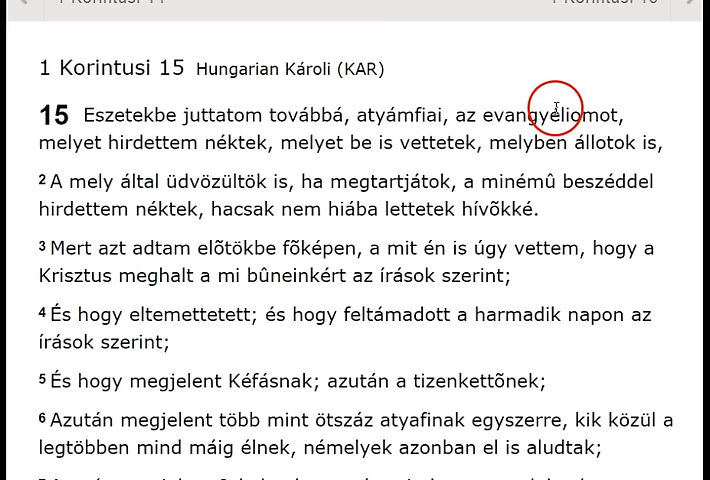 1 Korintusi 15 Hungarian Károli (KAR)
15 Eszetekbe juttatom továbbá, atyámfiai, az evangyéliomot,
melyet hirdettem néktek, melyet be is vettetek, melyben állotok is,
2 A mely által üdvözültök is, ha megtartjátok, a minémû beszéddel
hirdettem néktek, hacsak nem hiába lettetek hívõkké.
3 Mert azt adtam elõtökbe fõképen, a mit én is úgy vettem, hogy a
Krisztus meghalt a mi bûneinkért az írások szerint;
4 És hogy eltemettetett; és hogy feltámadott a harmadik napon az
írások szerint;
5 És hogy megjelent Kéfásnak; azután a tizenkettõnek;
6 Azután megjelent több mint ötszáz atyafinak egyszerre, kik közül a
legtöbben mind máig élnek, némelyek azonban el is aludtak;